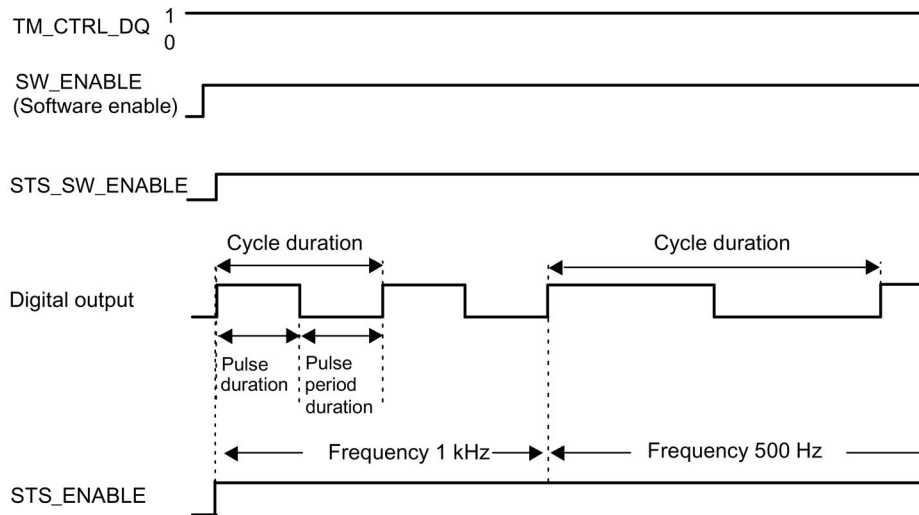 TM_CTRL_DQ 1
0
SW_ENABLE
(Software enable)
STS_SW_ENABLE
Cycle duration
Cycle duration
Digital output
Pulse
duration
Pulse
period
duration
Frequency 1 kHz
Frequency 500 Hz
STS_ENABLE